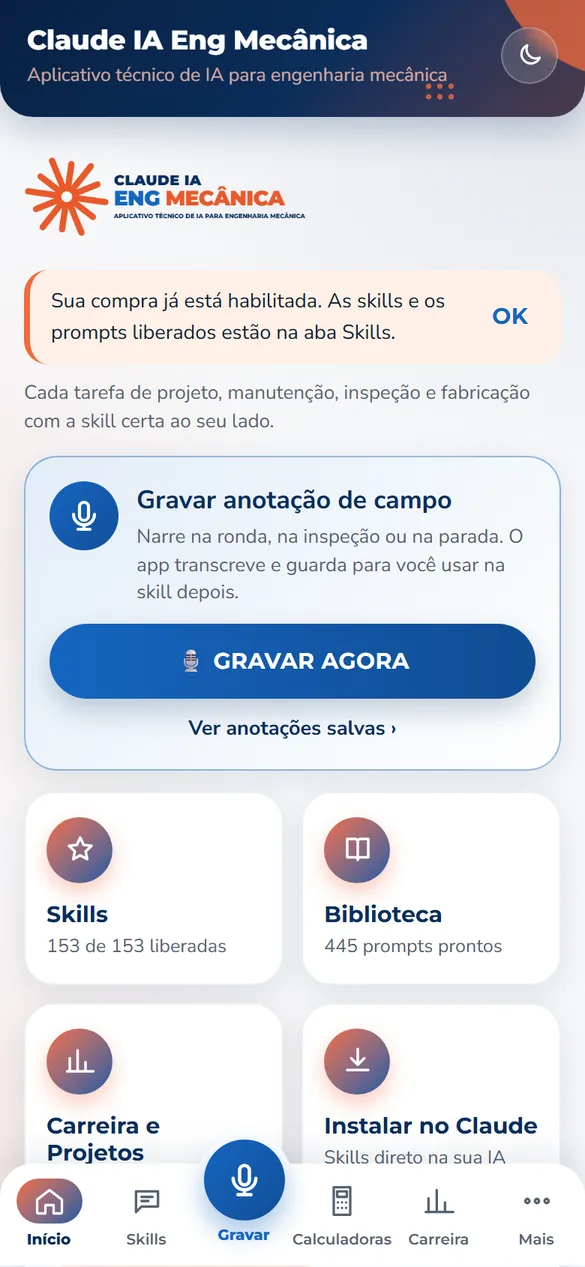 Claude IA Eng Mecânica
Aplicativo técnico de IA para engenharia mecânica
CLAUDE IA
ENG MECÂNICA
APLICATIVO TÉCNICO DE IA PARA ENGENHARIA MECÂNICA
Sua compra já está habilitada. As skills e os
prompts liberados estão na aba Skills.
OK
Cada tarefa de projeto, manutenção, inspeção e fabricação
com a skill certa ao seu lado.
Gravar anotação de campo
Narre na ronda, na inspeção ou na parada. O
app transcreve e guarda para você usar na
skill depois.
GRAVAR AGORA
Ver anotações salvas ›
Skills
153 de 153 liberadas
Biblioteca
445 prompts prontos
Carreira e
Projetos
Instalar no Claude
Skills direto na sua IA
Início
Skills
Gravar
Calculadoras
Carreira
Mais